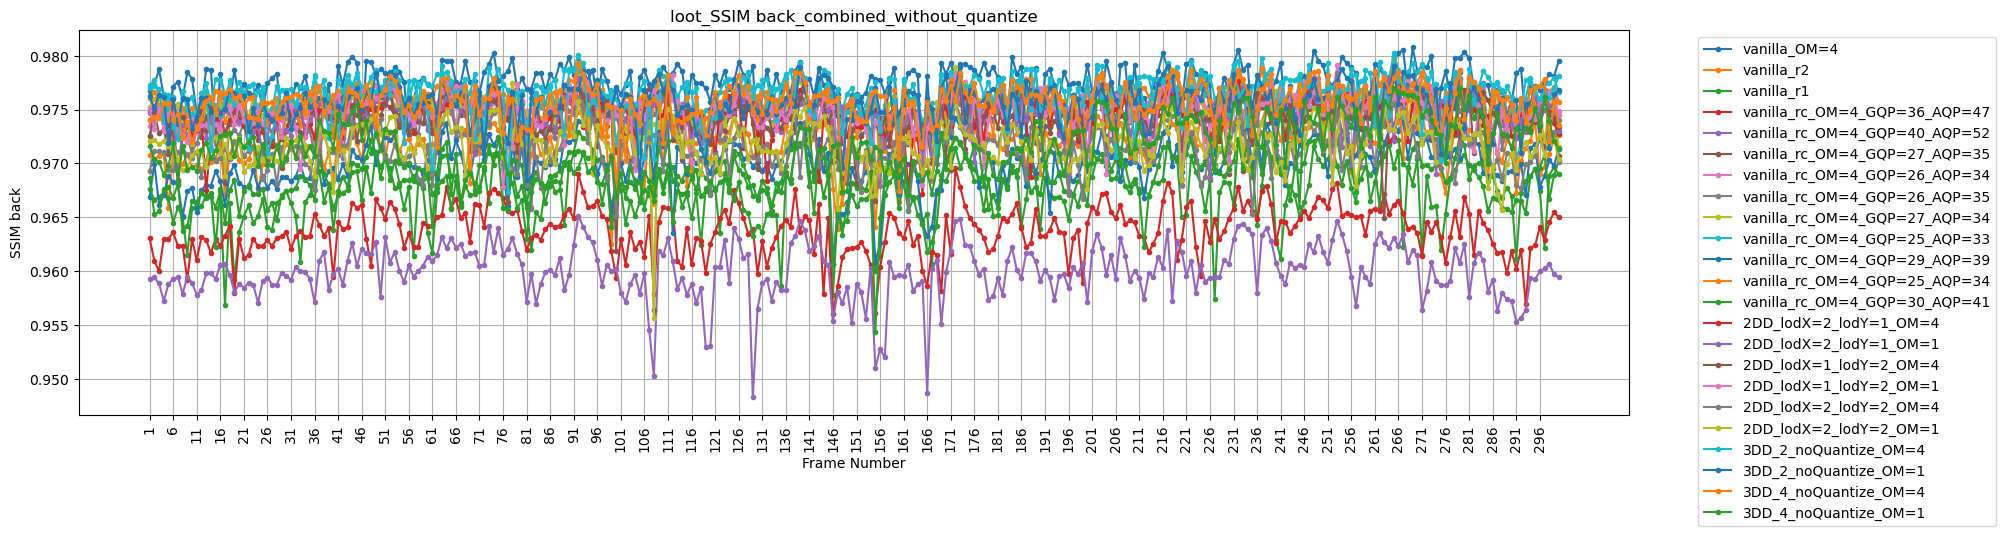 loot_SSIM back_combined_without_quantize
SSIM back
0.980
0.975
0.970
0.965
0.960
0.955
0.950
1 6 11 16 21 26 31 36 41 46 51 56 61 66 71 76 81 86 91 96 101 106 111 116 121 126 131 136 141 146 151 156 161 166 171 176 181 186 191 196 201 206 211 216 221 226 231 236 241 246 251 256 261 266 271 276 281 286 291 296
Frame Number
vanilla_OM=4
vanilla_r2
vanilla_r1
vanilla_rc_OM=4_GQP=36_AQP=47
vanilla_rc_OM=4_GQP=40_AQP=52
vanilla_rc_OM=4_GQP=27_AQP=35
vanilla_rc_OM=4_GQP=26_AQP=34
vanilla_rc_OM=4_GQP=26_AQP=35
vanilla_rc_OM=4_GQP=27_AQP=34
vanilla_rc_OM=4_GQP=25_AQP=33
vanilla_rc_OM=4_GQP=29_AQP=39
vanilla_rc_OM=4_GQP=25_AQP=34
vanilla_rc_OM=4_GQP=30_AQP=41
2DD_lodX=2_lodY=1_OM=4
2DD_lodX=2_lodY=1_OM=1
2DD_lodX=1_lodY=2_OM=4
2DD_lodX=1_lodY=2_OM=1
2DD_lodX=2_lodY=2_OM=4
2DD_lodX=2_lodY=2_OM=1
3DD_2_noQuantize_OM=4
3DD_2_noQuantize_OM=1
3DD_4_noQuantize_OM=4
3DD_4_noQuantize_OM=1